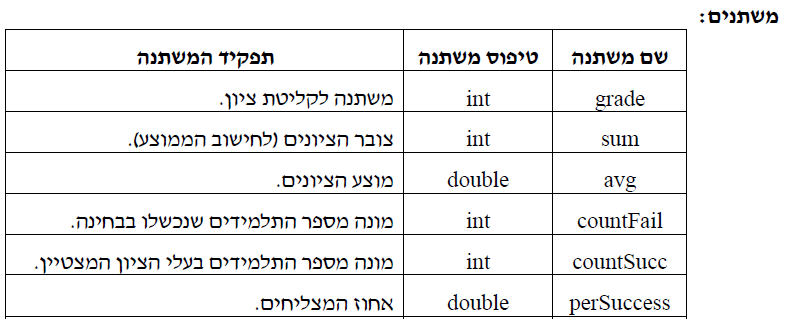 משתנים:
שם משתנה טיפוס משתנה תפקיד המשתנה
grade int משתנה לקליטת ציון.
sum int צובר הציונים (לחישוב הממוצע).
avg double מוצע הציונים.
countFail int מונה מספר התלמידים שנכשלו בבחינה.
countSucc int מונה מספר התלמידים בעלי הציון המצטיין.
perSuccess double אחוז המצליחים.